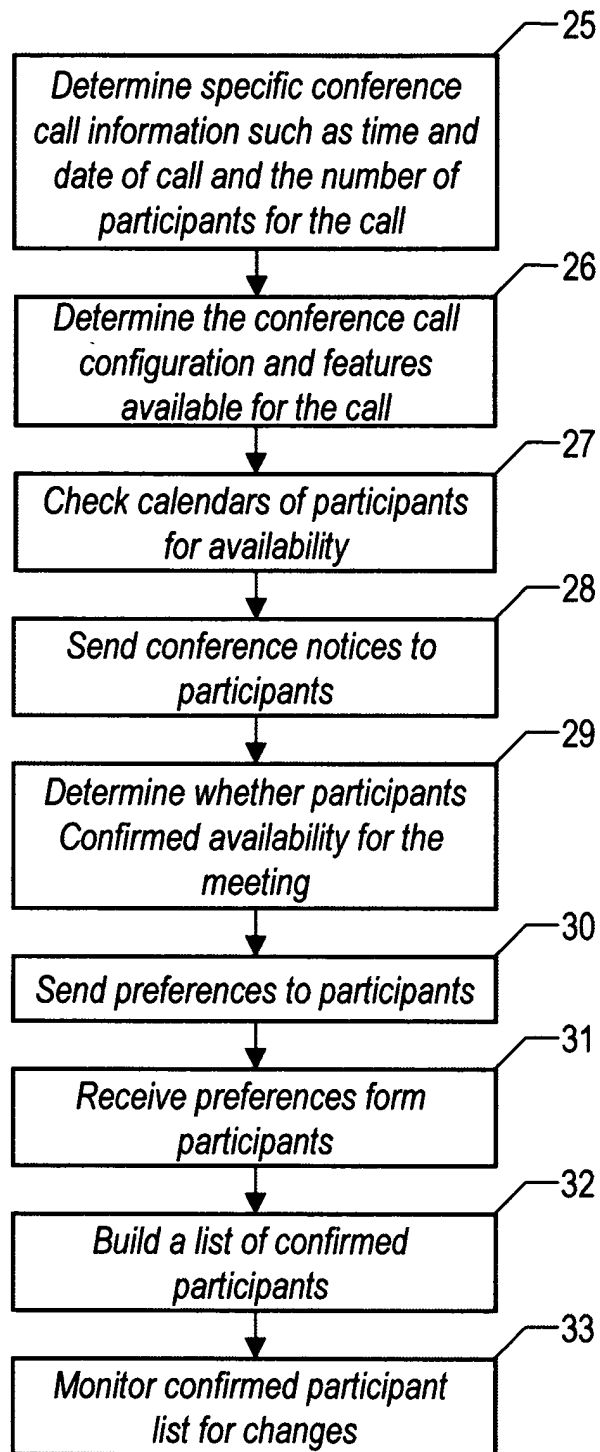 25
Determine specific conference
call information such as time and
date of call and the number of
participants for the call
26
Determine the conference call
configuration and features
available for the call
27
Check calendars of participants
for availability
28
Send conference notices to
participants
29
Determine whether participants
Confirmed availability for the
meeting
30
Send preferences to participants
31
Receive preferences form
participants
32
Build a list of confirmed
participants
33
Monitor confirmed participant
list for changes